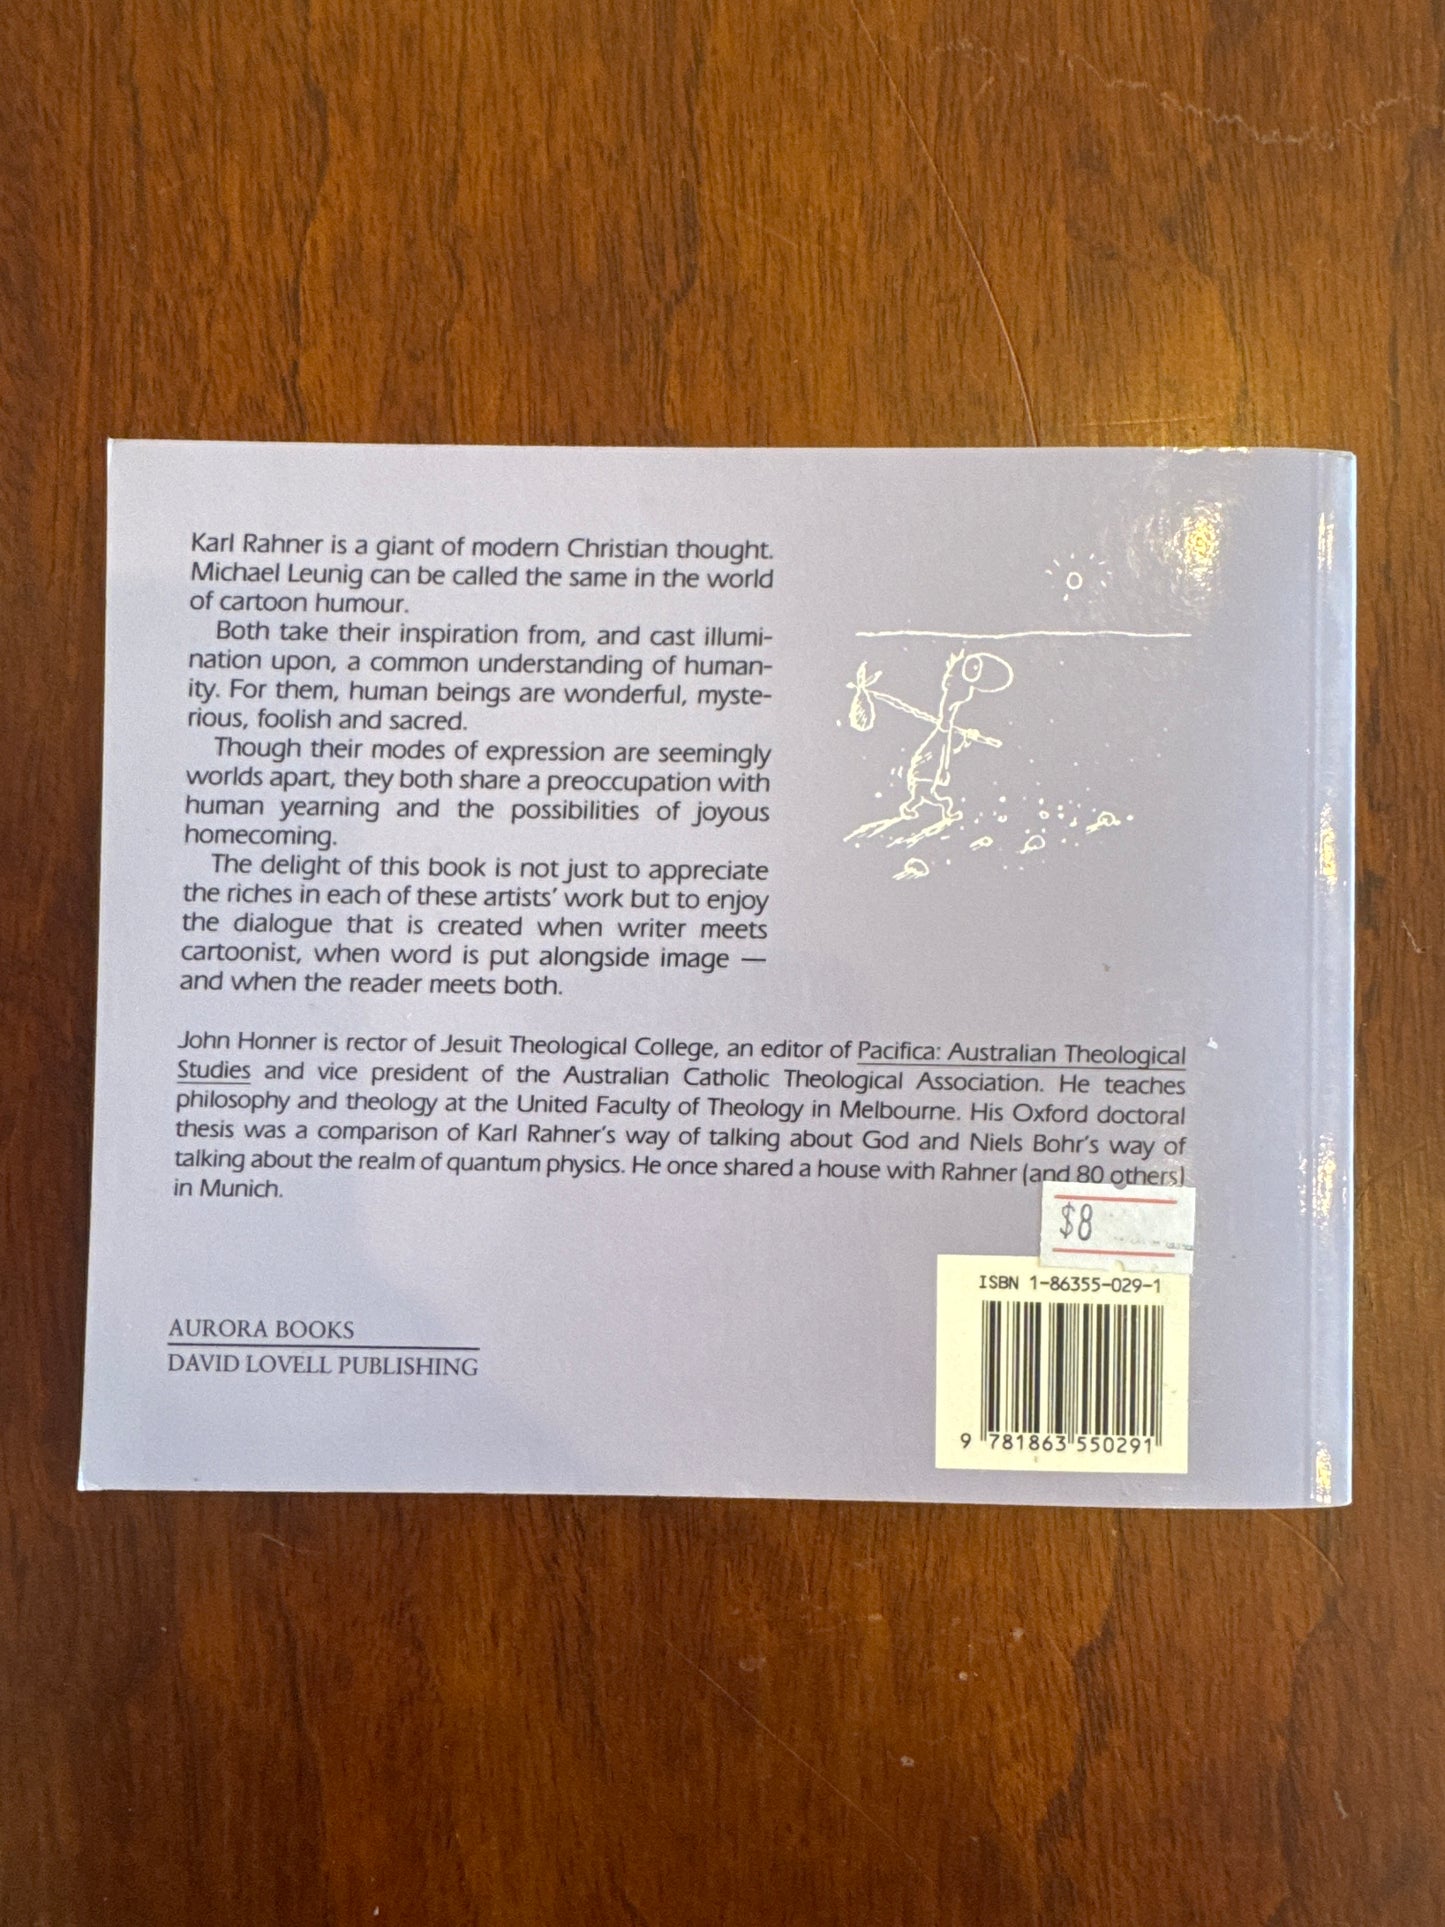 Karl Rahner is a giant of modern Christian thought.
Michael Leunig can be called the same in the world
of cartoon humour.
Both take their inspiration from, and cast illumi-
nation upon, a common understanding of human-
ity. For them, human beings are wonderful, myste-
rious, foolish and sacred.
Though their modes of expression are seemingly
worlds apart, they both share a preoccupation with
human yearning and the possibilities of joyous
homecoming.
The delight of this book is not just to appreciate
the riches in each of these artists' work but to enjoy
the dialogue that is created when writer meets
cartoonist, when word is put alongside image —
and when the reader meets both.
John Honner is rector of Jesuit Theological College, an editor of Pacifica: Australian Theological
Studies and vice president of the Australian Catholic Theological Association. He teaches
philosophy and theology at the United Faculty of Theology in Melbourne. His Oxford doctoral
thesis was a comparison of Karl Rahner's way of talking about God and Niels Bohr's way of
talking about the realm of quantum physics. He once shared a house with Rahner (and 80 others)
in Munich.
$8
ISBN 1-86355-029-1
9 781863 550291
AURORA BOOKS
DAVID LOVELL PUBLISHING